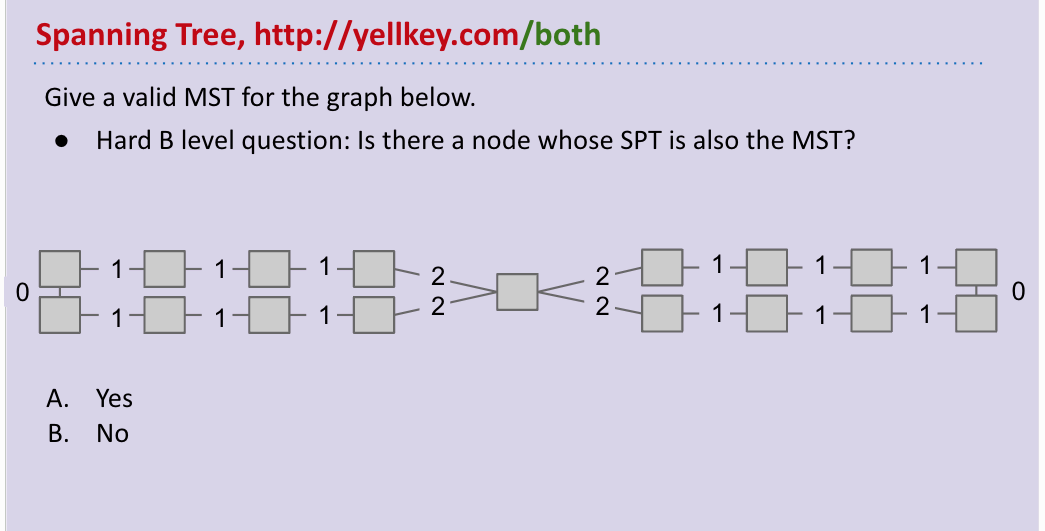 Spanning Tree, http://yellkey.com/both
Give a valid MST for the graph below.
● Hard B level question: Is there a node whose SPT is also the MST?
1 1 1 2 2 1 1 1
0 0
1 1 1 2 2 1 1 1
A. Yes
B. No